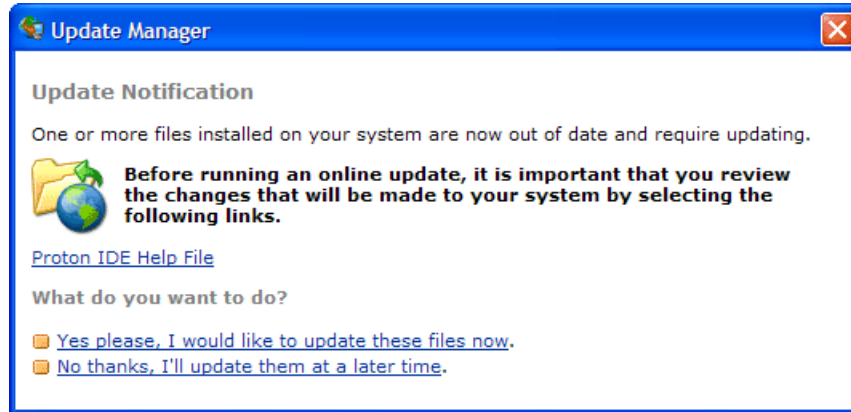 Update Manager
Update Notification
One or more files installed on your system are now out of date and require updating.
Before running an online update, it is important that you review
the changes that will be made to your system by selecting the
following links.
Proton IDE Help File
What do you want to do?
Yes please, I would like to update these files now.
No thanks, I'll update them at a later time.